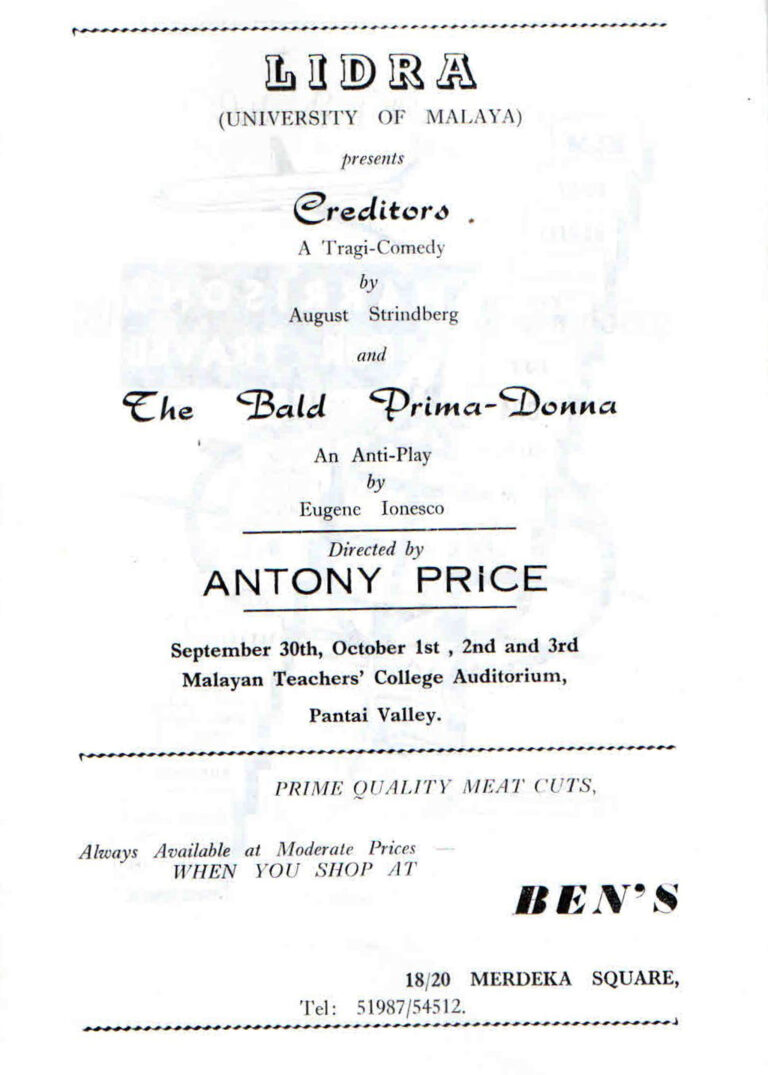 LIDRA
(UNIVERSITY OF MALAYA)
presents
Creditors .
A Tragi-Comedy
by
August Strindberg
and
The Bald Prima-Donna
An Anti-Play
by
Eugene Ionesco
Directed by
ANTONY PRiCE
September 30th, October 1st , 2nd and 3rd
Malayan Teachers' College Auditorium,
Pantai Valley.
PRIME QUALITY MEAT CUTS,
Always Available at Moderate Prices —
WHEN YOU SHOP AT
BEN'S
18/20 MERDEKA SQUARE,
Tel: 51987/54512.